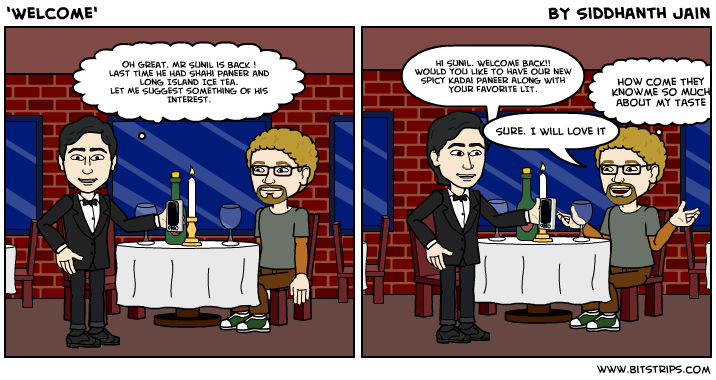 'WELCOME'
BY SIDDHANTH JAIN
OH GREAT. MR SUNIL IS BACK !
LAST TIME HE HAD SHAHI PANEER AND
LONG ISLAND ICE TEA.
LET ME SUGGEST SOMETHING OF HIS
INTEREST.
HI SUNIL. WELCOME BACK!!
WOULD YOU LIKE TO HAVE OUR NEW
SPICY KADAI PANEER ALONG WITH
YOUR FAVORITE LIT.
SURE. I WILL LOVE IT
HOW COME THEY
KNOWME SO MUCH
ABOUT MY TASTE
WWW.BITSTRIPS.COM